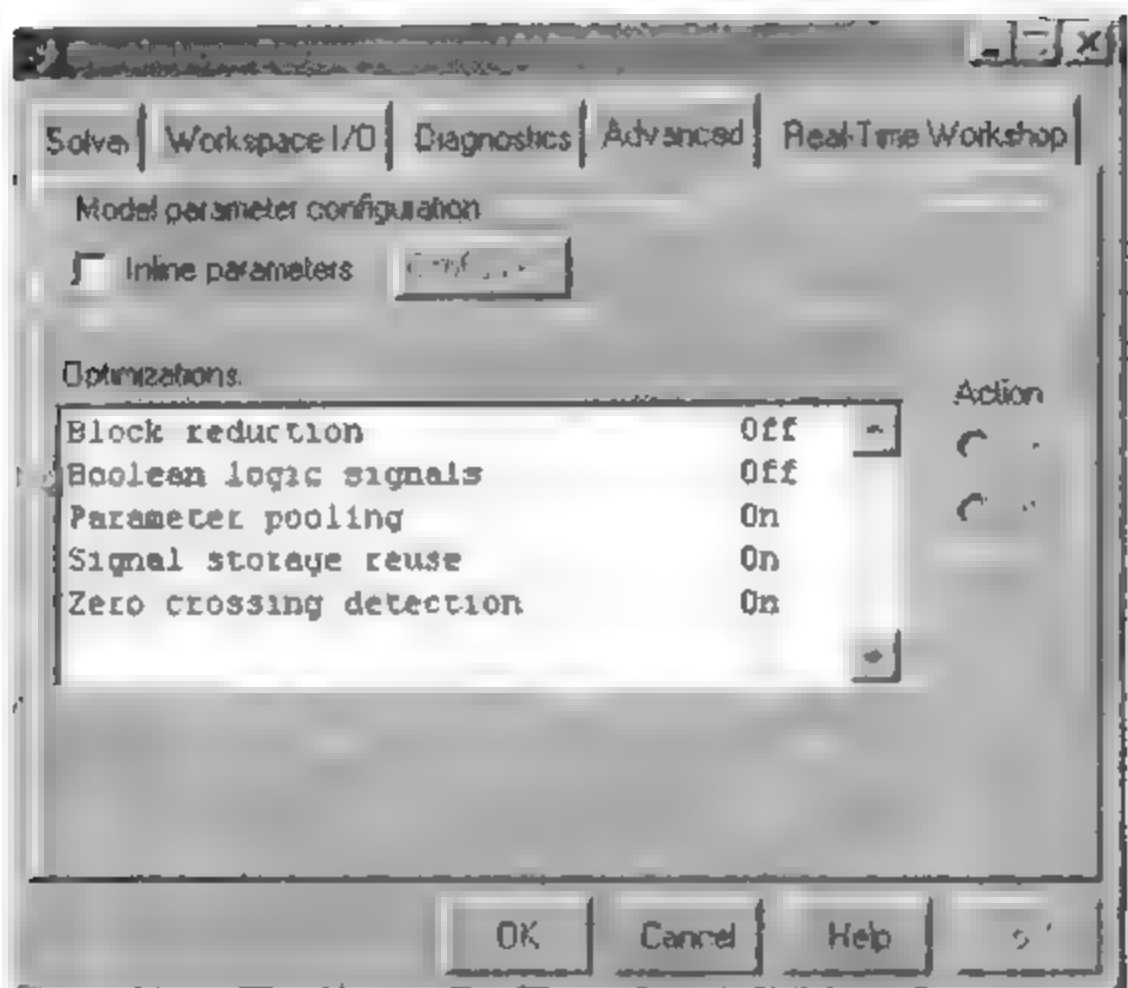 Solver Workspace I/O Diagnostics Advanced Real-Time Workshop
Model parameter configuration
Inline parameters
Optimizations:
Action
Block reduction Off
Boolean logic signals Off
Parameter pooling On
Signal storage reuse On
Zero crossing detection On
OK Cancel Help